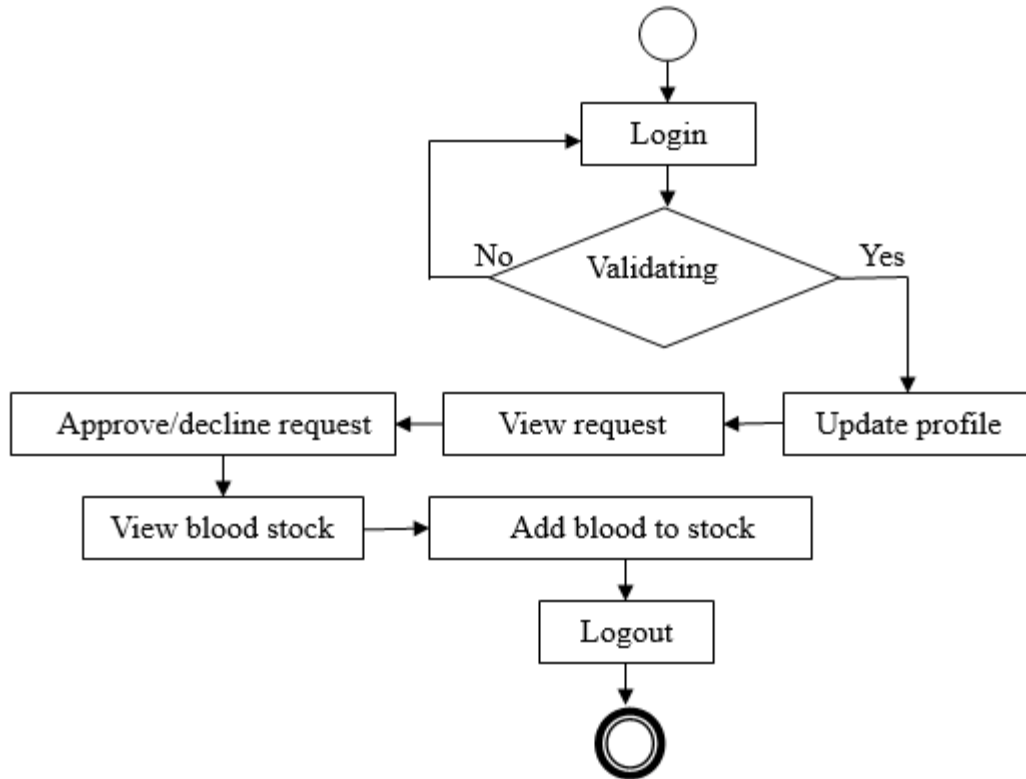 Login
No
Validating
Yes
Approve/decline request
View request
Update profile
View blood stock
Add blood to stock
Logout